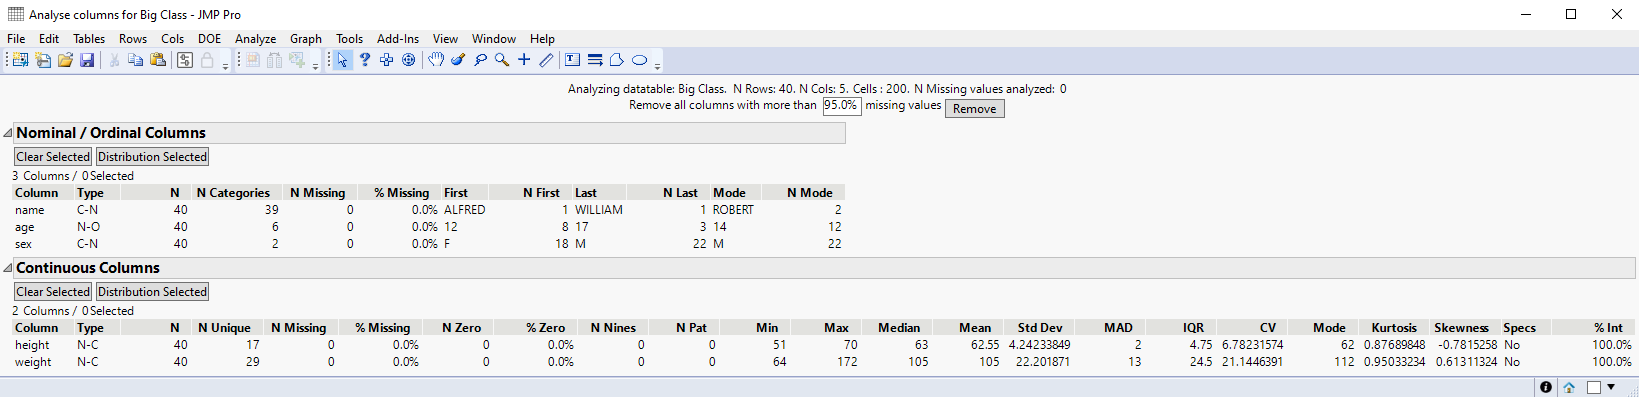 Analyse columns for Big Class - JMP Pro
File Edit Tables Rows Cols DOE Analyze Graph Tools Add-Ins View Window Help
Analyzing datatable: Big Class. N Rows: 40. N Cols: 5. Cells : 200. N Missing values analyzed: 0
Remove all columns with more than 95.0% missing values Remove
Nominal / Ordinal Columns
Clear Selected Distribution Selected
3 Columns / 0 Selected
Column Type N N Categories N Missing % Missing First N First Last N Last Mode N Mode
name C-N 40 39 0 0.0% ALFRED 1 WILLIAM 1 ROBERT 2
age N-O 40 6 0 0.0% 12 8 17 3 14 12
sex C-N 40 2 0 0.0% F 18 M 22 M 22
Continuous Columns
Clear Selected Distribution Selected
2 Columns / 0 Selected
Column Type N N Unique N Missing % Missing N Zero % Zero N Nines N Pat Min Max Median Mean Std Dev MAD IQR CV Mode Kurtosis Skewness Specs % Int
height N-C 40 17 0 0.0% 0 0.0% 0 0 51 70 63 62.55 4.24233849 2 4.75 6.78231574 62 0.87689848 -0.7815258 No 100.0%
weight N-C 40 29 0 0.0% 0 0.0% 0 0 64 172 105 105 22.201871 13 24.5 21.1446391 112 0.95033234 0.61311324 No 100.0%